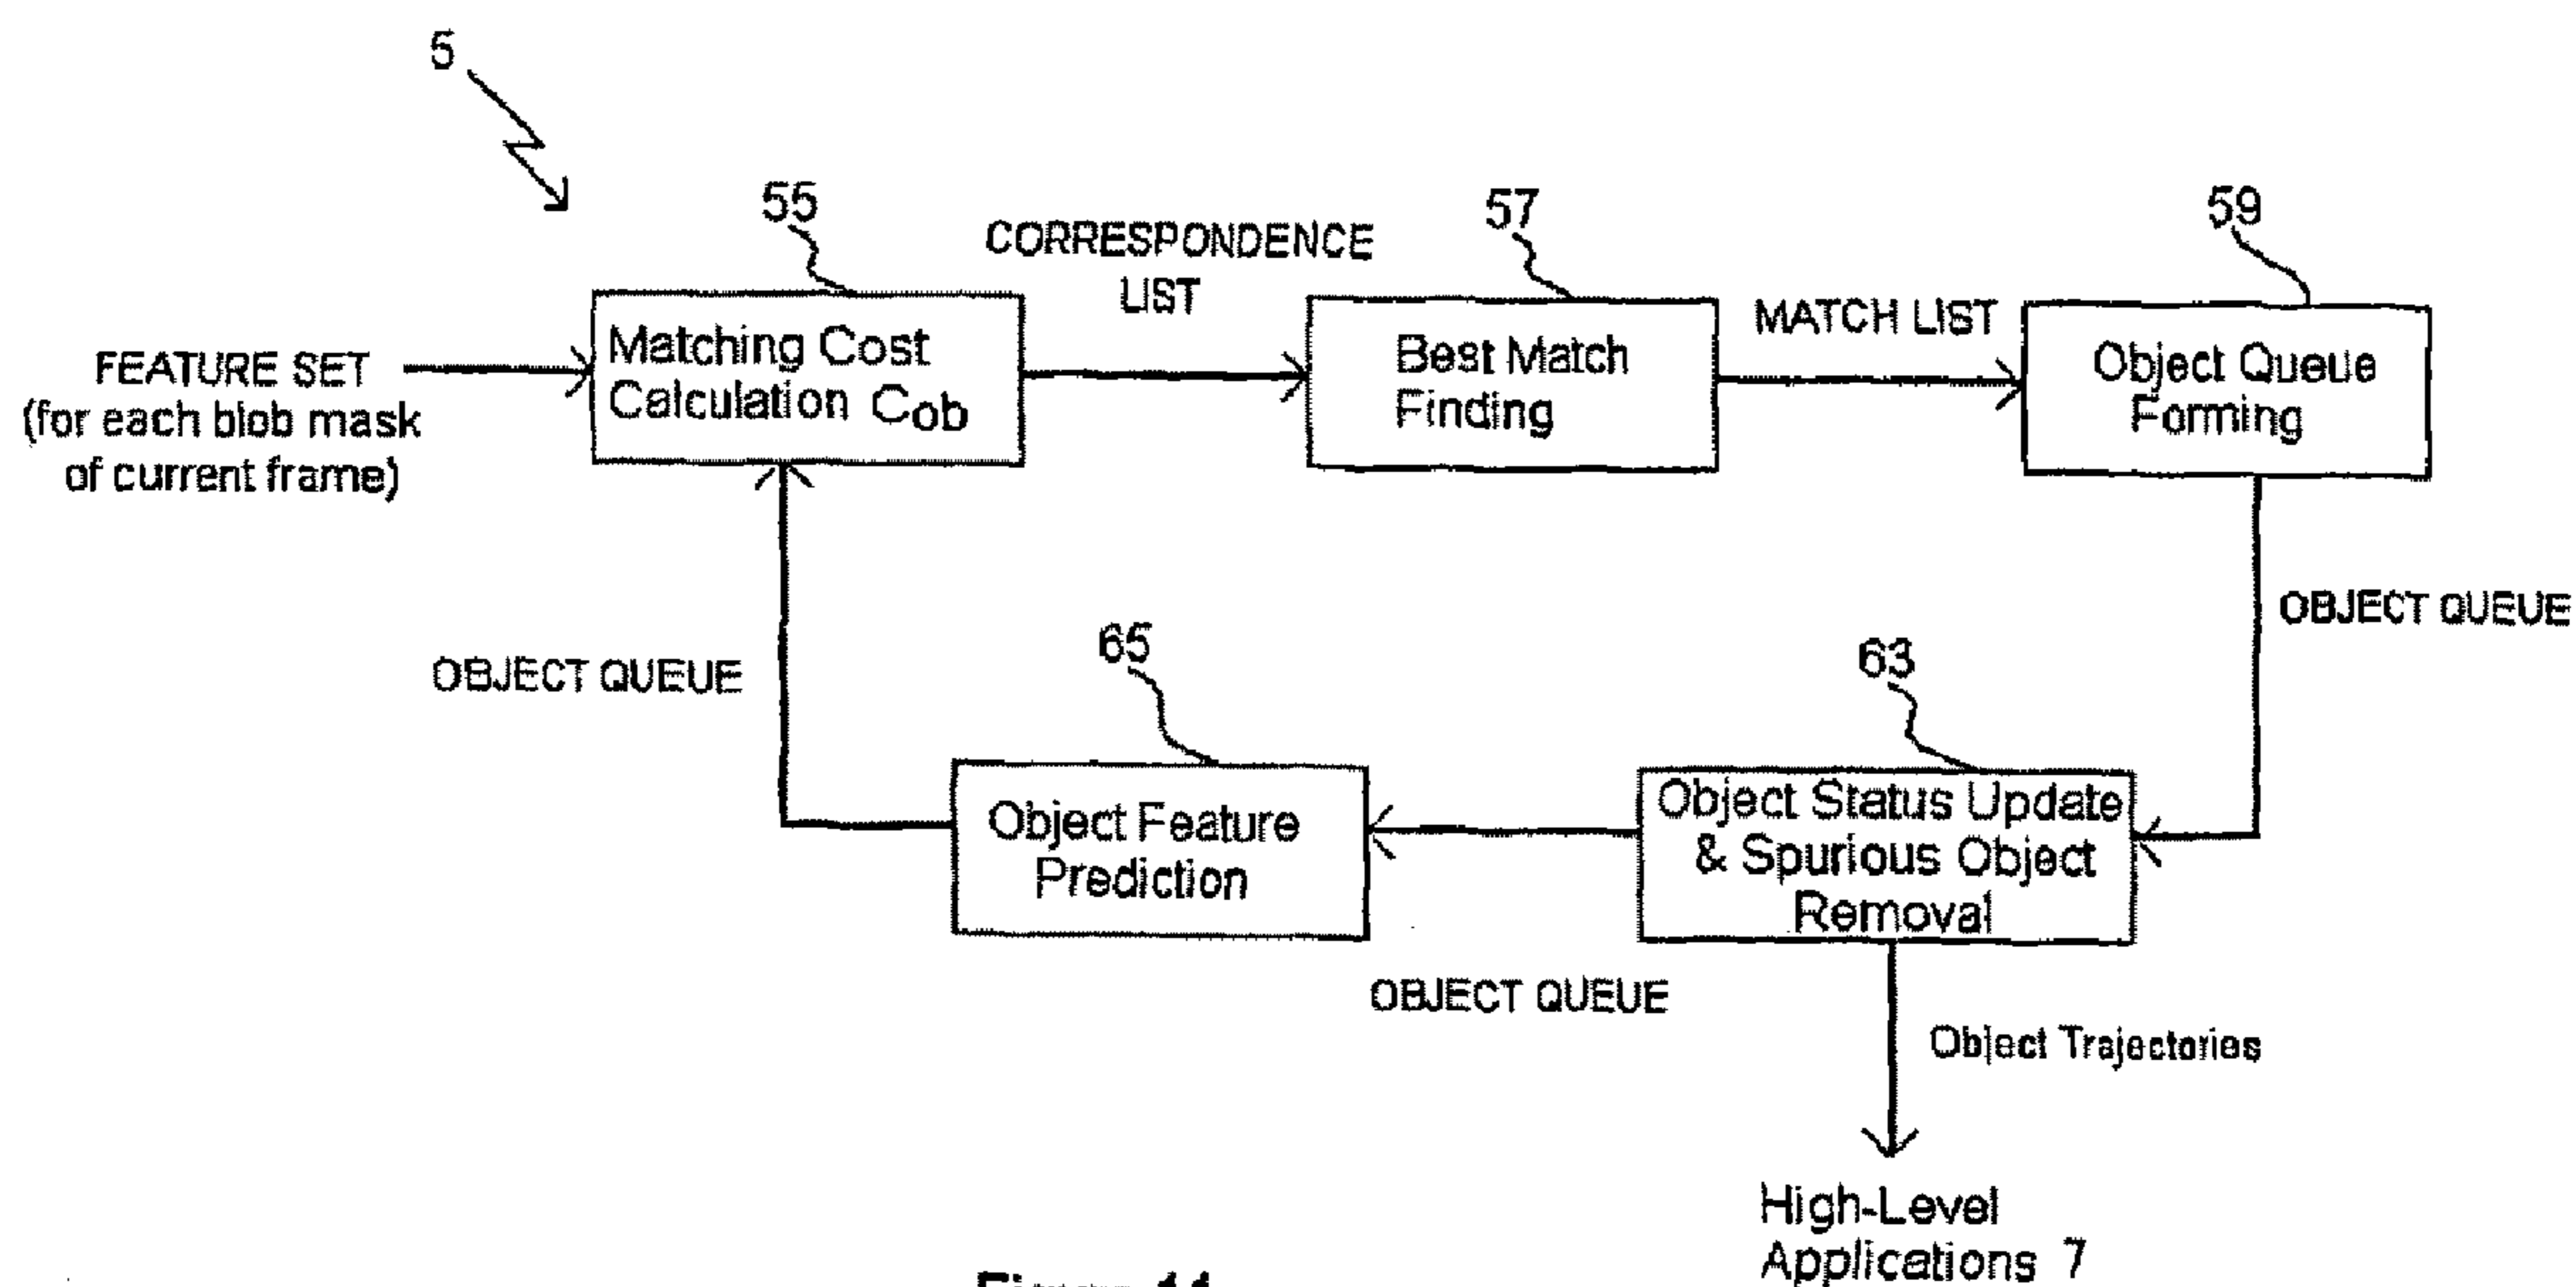 5
55
CORRESPONDENCE
LIST
57
59
FEATURE SET
(for each blob mask
of current frame)
Matching Cost
Calculation Cob
Best Match
Finding
MATCH LIST
Object Queue
Forming
OBJECT QUEUE
OBJECT QUEUE
65
63
Object Feature
Prediction
Object Status Update
& Spurious Object
Removal
OBJECT QUEUE
Object Trajectories
High-Level
Applications 7